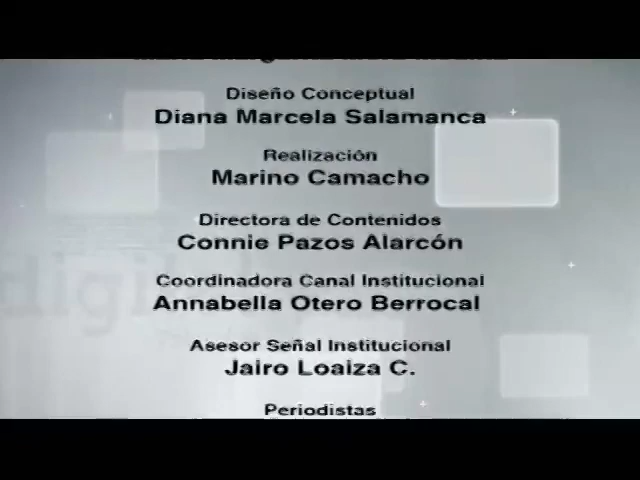 Diseño Conceptual
Diana Marcela Salamanca
Realización
Marino Camacho
Directora de Contenidos
Connie Pazos Alarcón
Coordinadora Canal Institucional
Annabella Otero Berrocal
Asesor Señal Institucional
Jairo Loaiza C.
Periodistas
digital